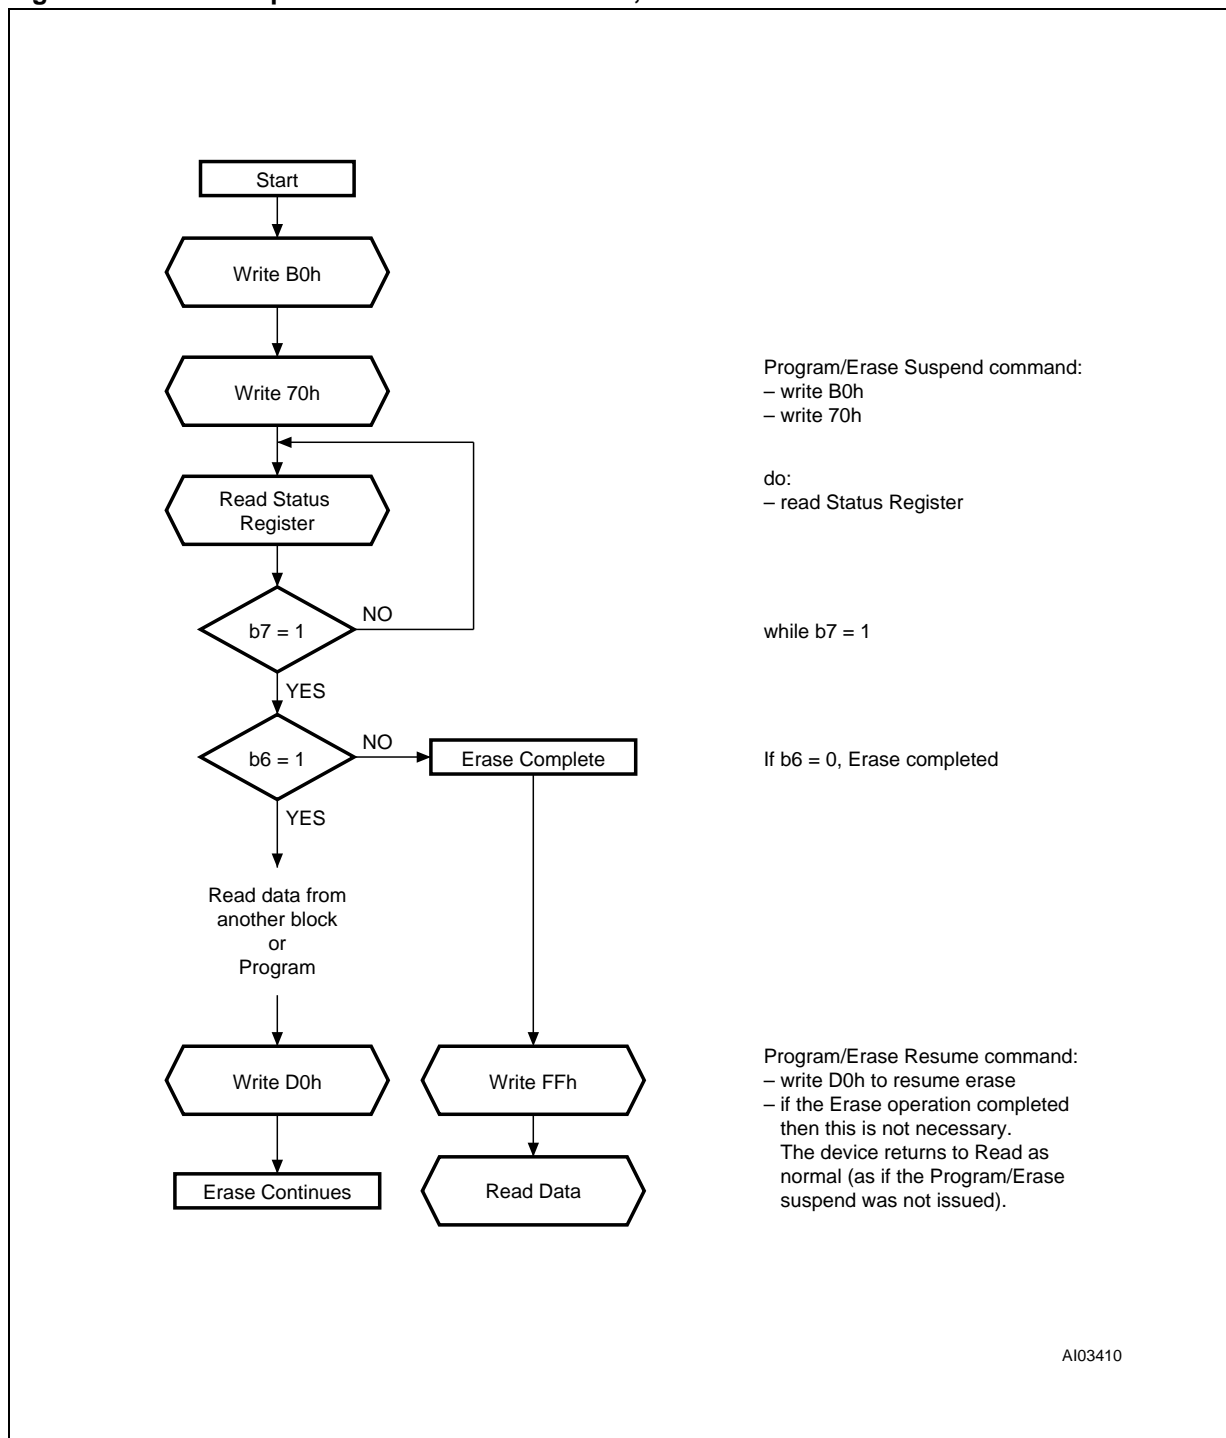 Start
Write B0h
Write 70h
Program/Erase Suspend command:
– write B0h
– write 70h
Read Status
Register
do:
– read Status Register
b7 = 1
NO
while b7 = 1
YES
b6 = 1
NO
Erase Complete
If b6 = 0, Erase completed
YES
Read data from
another block
or
Program
Write D0h
Write FFh
Program/Erase Resume command:
– write D0h to resume erase
– if the Erase operation completed
then this is not necessary.
The device returns to Read as
normal (as if the Program/Erase
suspend was not issued).
Erase Continues
Read Data
AI03410